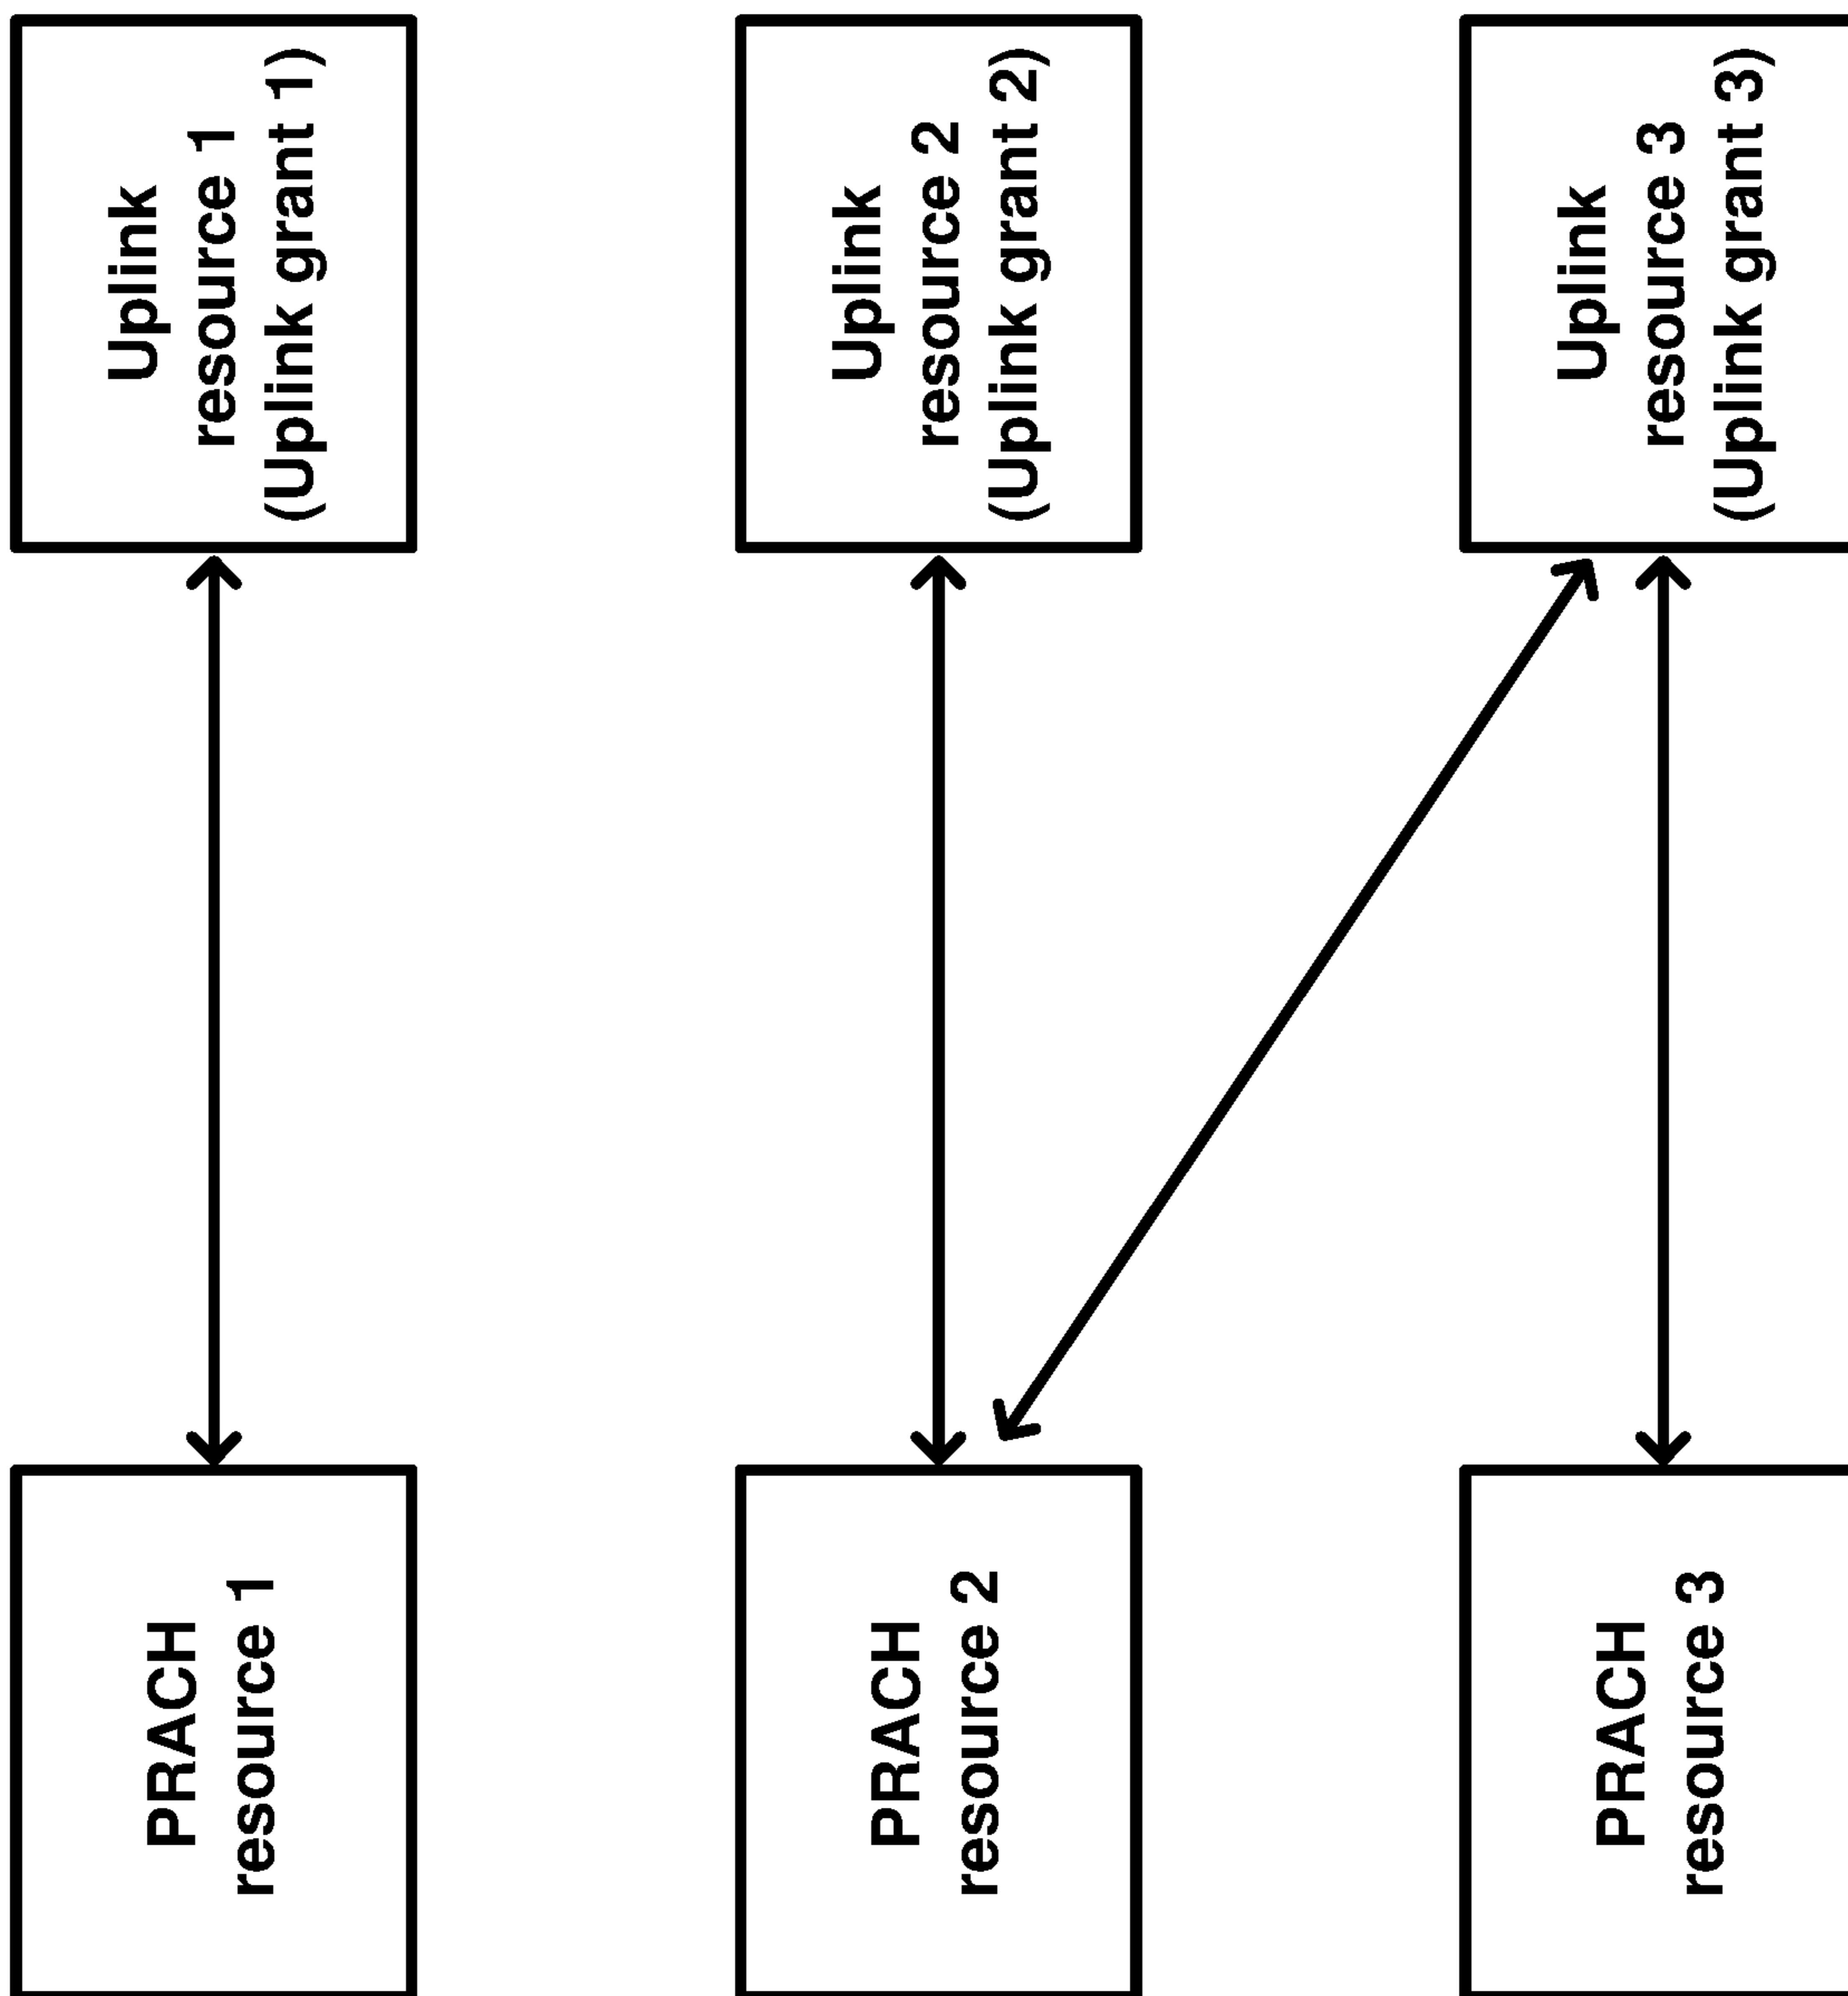 PRACH
resource 1
Uplink
resource 1
(Uplink grant 1)
PRACH
resource 2
Uplink
resource 2
(Uplink grant 2)
PRACH
resource 3
Uplink
resource 3
(Uplink grant 3)